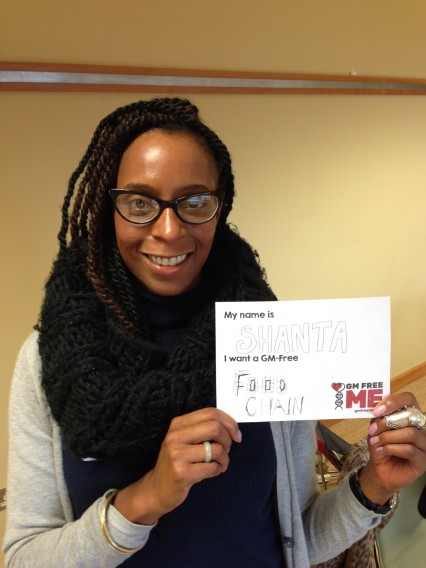 My name is
SHANTA
I want a GM-Free
FOOD
CHAIN
GM FREE
ME